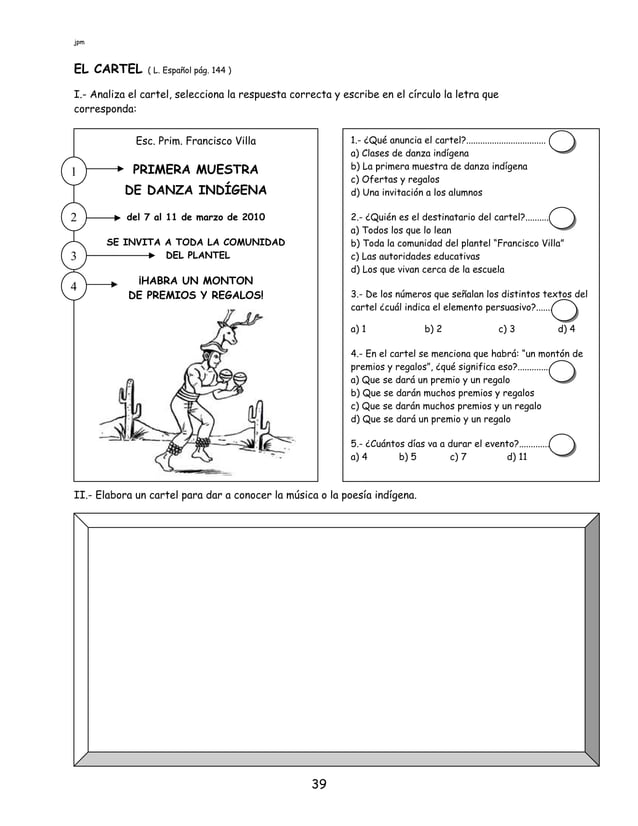 jpm
EL CARTEL ( L. Español pág. 144 )
I.- Analiza el cartel, selecciona la respuesta correcta y escribe en el círculo la letra que
corresponda:
Esc. Prim. Francisco Villa
1
PRIMERA MUESTRA
DE DANZA INDÍGENA
2
del 7 al 11 de marzo de 2010
SE INVITA A TODA LA COMUNIDAD
3
DEL PLANTEL
4
¡HABRA UN MONTON
DE PREMIOS Y REGALOS!
1.- ¿Qué anuncia el cartel?.................................
a) Clases de danza indígena
b) La primera muestra de danza indígena
c) Ofertas y regalos
d) Una invitación a los alumnos
2.- ¿Quién es el destinatario del cartel?..........
a) Todos los que lo lean
b) Toda la comunidad del plantel “Francisco Villa”
c) Las autoridades educativas
d) Los que vivan cerca de la escuela
3.- De los números que señalan los distintos textos del
cartel ¿cuál indica el elemento persuasivo?......
a) 1 b) 2 c) 3 d) 4
4.- En el cartel se menciona que habrá: “un montón de
premios y regalos”, ¿qué significa eso?.............
a) Que se dará un premio y un regalo
b) Que se darán muchos premios y regalos
c) Que se darán muchos premios y un regalo
d) Que se dará un premio y un regalo
5.- ¿Cuántos días va a durar el evento?.............
a) 4 b) 5 c) 7 d) 11
II.- Elabora un cartel para dar a conocer la música o la poesía indígena.
39